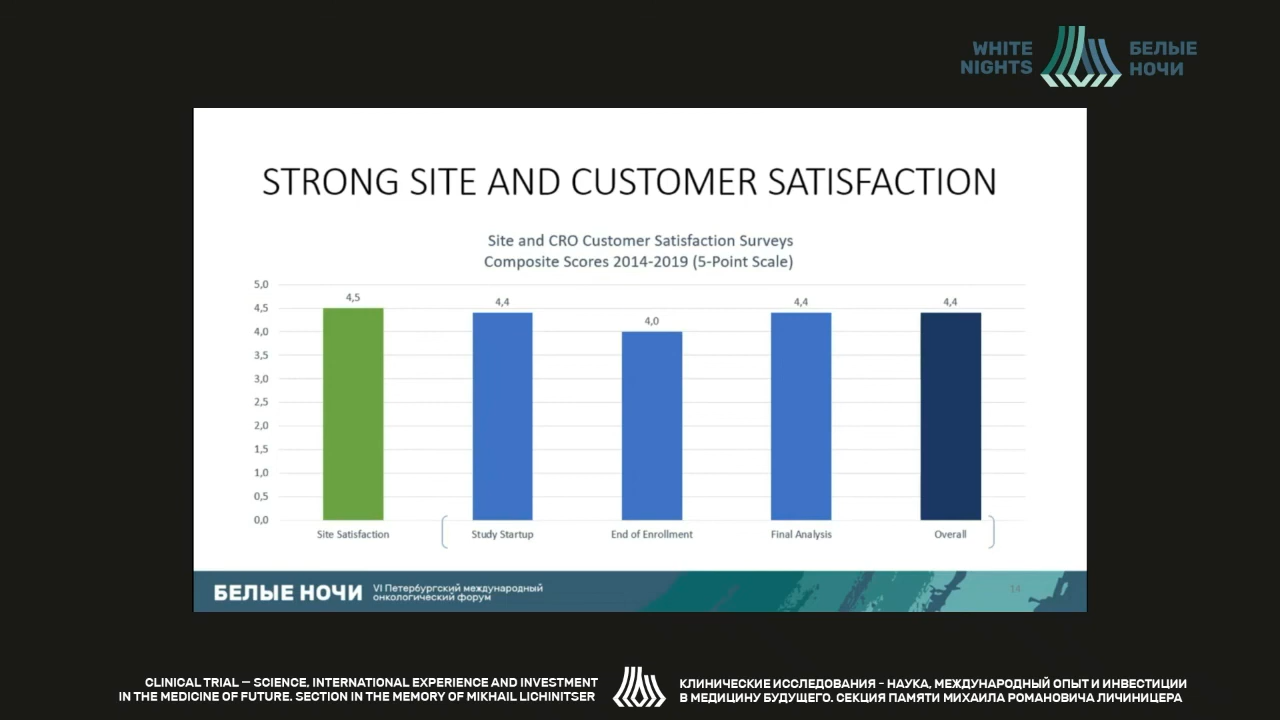 WHITE
NIGHTS
БЕЛЫЕ
НОЧИ
STRONG SITE AND CUSTOMER SATISFACTION
Site and CRO Customer Satisfaction Surveys
Composite Scores 2014-2019 (5-Point Scale)
5,0
4,5
4,0
3,5
3,0
2,5
2,0
1,5
1,0
0,5
0,0
4,5
4,4
4,0
4,4
4,4
Site Satisfaction
Study Startup
End of Enrollment
Final Analysis
Overall
БЕЛЫЕ НОЧИ
VI Петербургский международный
онкологический форум
14
CLINICAL TRIAL – SCIENCE, INTERNATIONAL EXPERIENCE AND INVESTMENT
IN THE MEDICINE OF FUTURE. SECTION IN THE MEMORY OF MIKHAIL LICHINITSER
КЛИНИЧЕСКИЕ ИССЛЕДОВАНИЯ - НАУКА, МЕЖДУНАРОДНЫЙ ОПЫТ И ИНВЕСТИЦИИ
В МЕДИЦИНУ БУДУЩЕГО. СЕКЦИЯ ПАМЯТИ МИХАИЛА РОМАНОВИЧА ЛИЧИНИЦЕРА